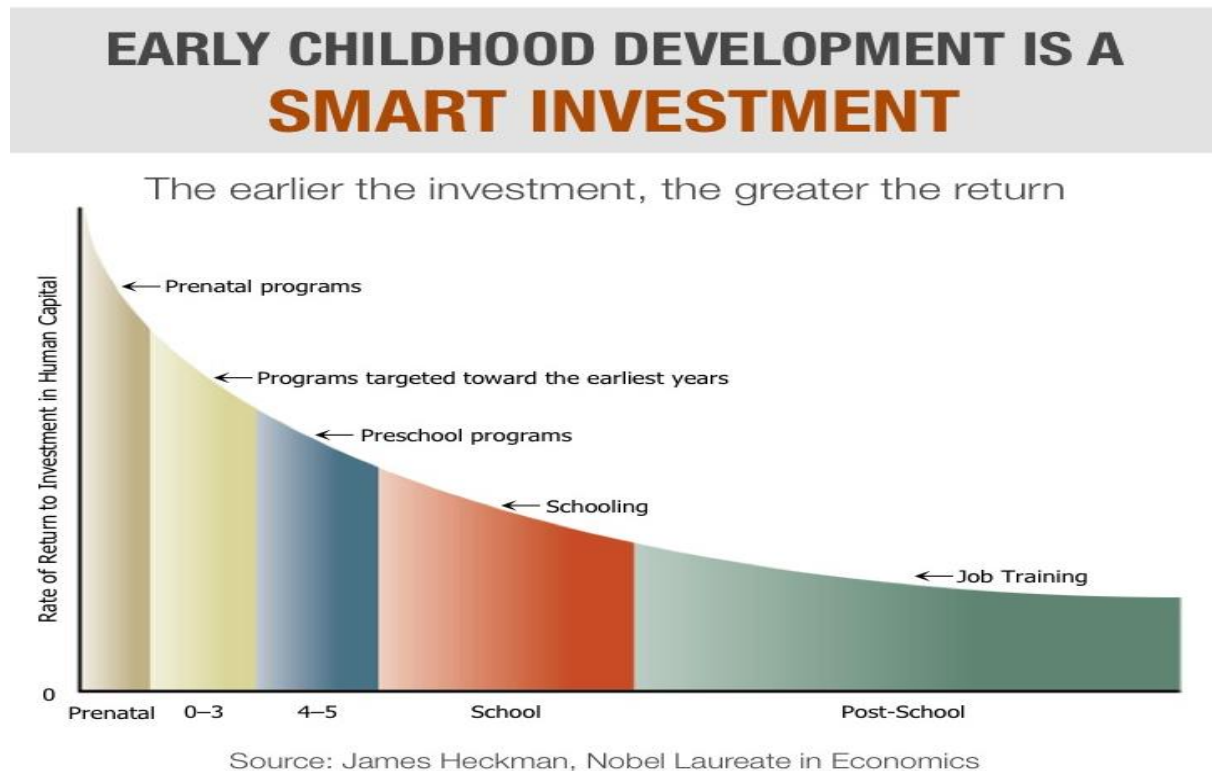 EARLY CHILDHOOD DEVELOPMENT IS A
SMART INVESTMENT
The earlier the investment, the greater the return
Rate of Return to Investment in Human Capital
Prenatal programs
Programs targeted toward the earliest years
Preschool programs
Schooling
Job Training
0
Prenatal
0–3
4–5
School
Post-School
Source: James Heckman, Nobel Laureate in Economics